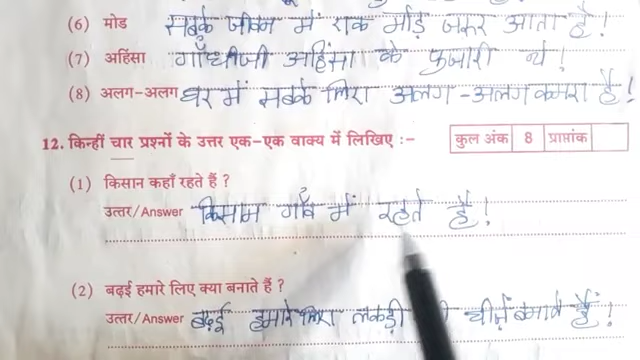 (6) मोड सबके जीवन में एक मोड़ जरूर आता है!
(7) अहिंसा गाँधीजी अहिंसा के पुजारी थे!
(8) अलग-अलग घर में सबके लिए अलग-अलग कमरा है!
12. किन्हीं चार प्रश्नों के उत्तर एक-एक वाक्य में लिखिए :- कुल अंक 8 प्राप्तांक
(1) किसान कहाँ रहते हैं ?
उत्तर/Answer किसान गाँव में रहते है!
(2) बढ़ई हमारे लिए क्या बनाते हैं ?
उत्तर/Answer बढ़ई हमारे लिए लकड़ी चीज़ें बनाते हैं!